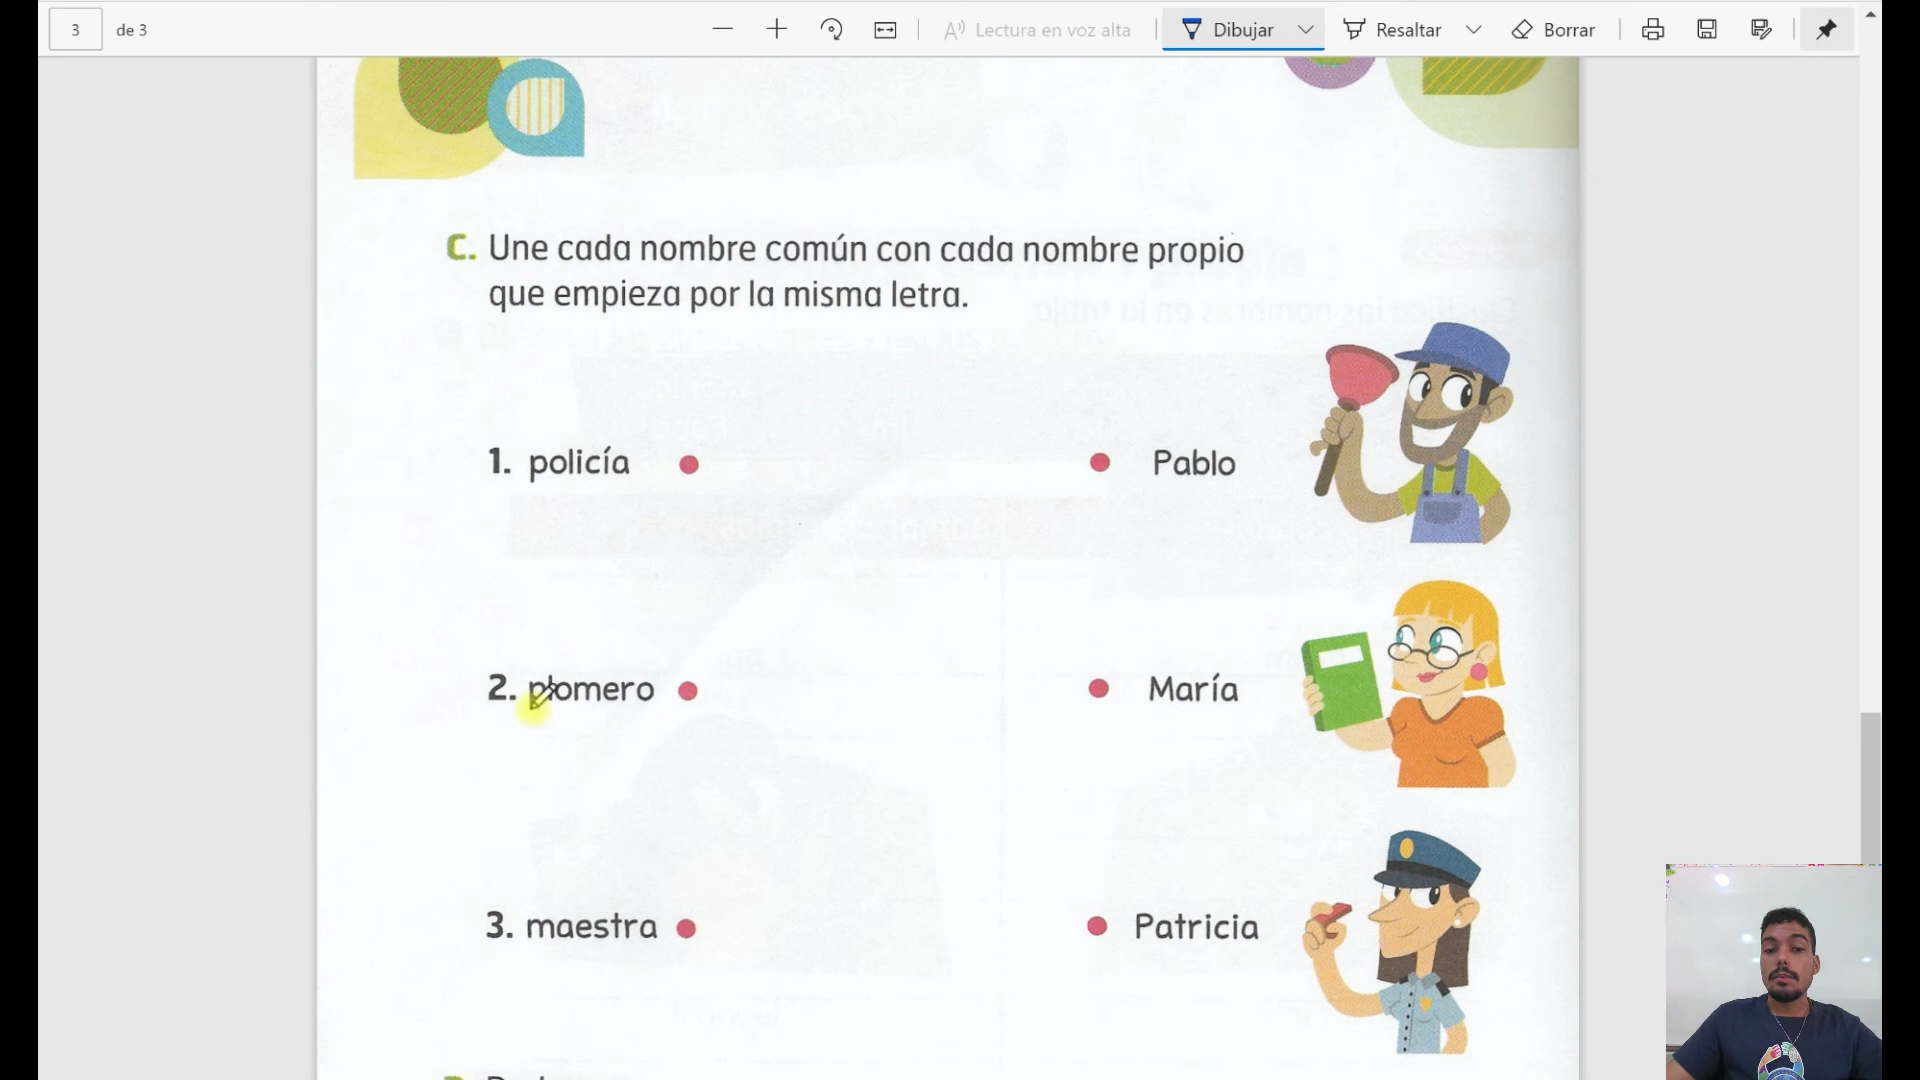 3 de 3 Lectura en voz alta Dibujar Resaltar Borrar
C. Une cada nombre común con cada nombre propio
que empieza por la misma letra.
1. policía Pablo
2. plomero María
3. maestra Patricia